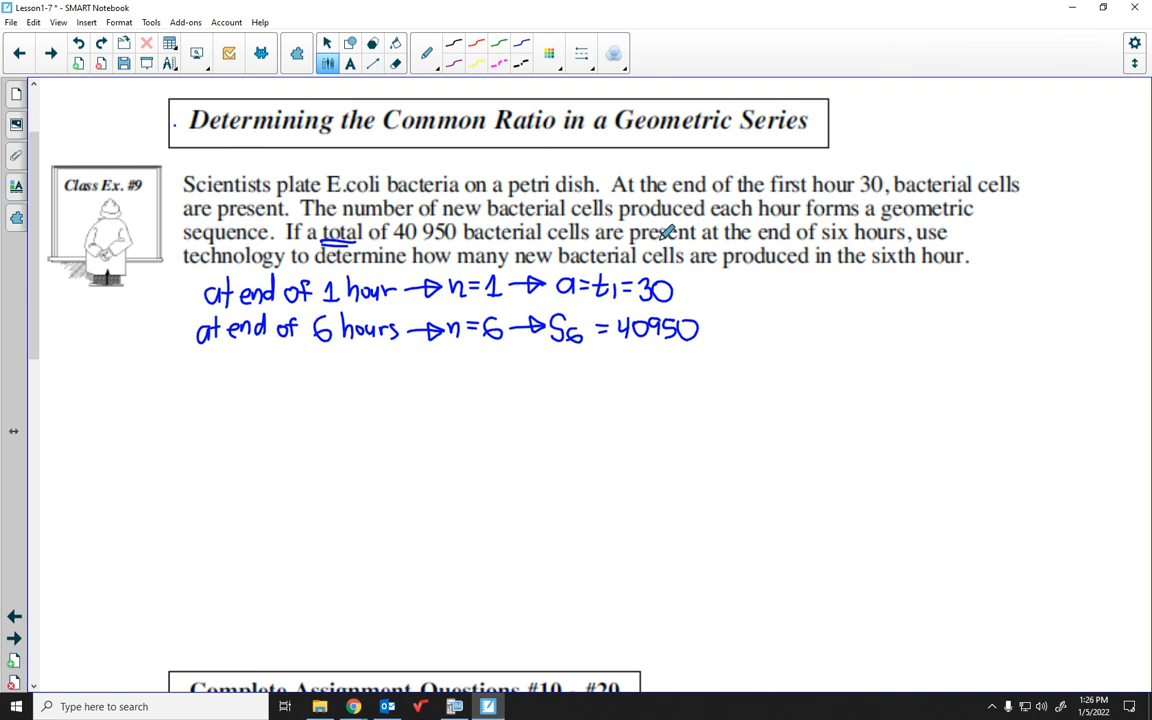 Lesson1-7 * - SMART Notebook
File Edit View Insert Format Tools Add-ons Account Help
Determining the Common Ratio in a Geometric Series
Class Ex. #9
Scientists plate E.coli bacteria on a petri dish. At the end of the first hour 30, bacterial cells
are present. The number of new bacterial cells produced each hour forms a geometric
sequence. If a total of 40 950 bacterial cells are present at the end of six hours, use
technology to determine how many new bacterial cells are produced in the sixth hour.
at end of 1 hour → n=1 → a=t₁=30
at end of 6 hours → n=6 → S₆ = 40950
Complete Assignment Questions #10 - #20
Type here to search
1:26 PM
1/5/2022